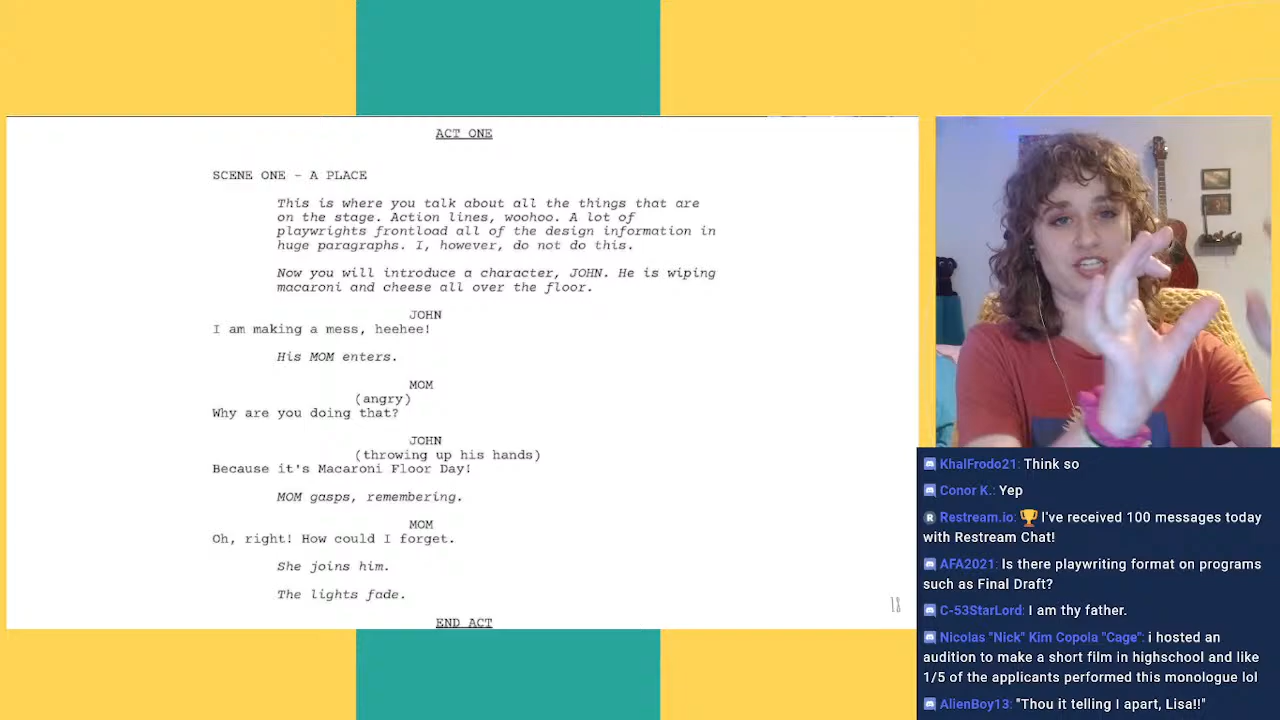 ACT ONE
SCENE ONE - A PLACE
This is where you talk about all the things that are
on the stage. Action lines, woohoo. A lot of
playwrights frontload all of the design information in
huge paragraphs. I, however, do not do this.
Now you will introduce a character, JOHN. He is wiping
macaroni and cheese all over the floor.
JOHN
I am making a mess, heehee!
His MOM enters.
MOM
(angry)
Why are you doing that?
JOHN
(throwing up his hands)
Because it's Macaroni Floor Day!
MOM gasps, remembering.
MOM
Oh, right! How could I forget.
She joins him.
The lights fade.
18
END ACT
KhalFrodo21: Think so
Conor K.: Yep
R Restream.io: 🏆 I've received 100 messages today
with Restream Chat!
AFA2021: Is there playwriting format on programs
such as Final Draft?
C-53StarLord: I am thy father.
Nicolas "Nick" Kim Copola "Cage": i hosted an
audition to make a short film in highschool and like
1/5 of the applicants performed this monologue lol
AlienBoy13: "Thou it telling I apart, Lisa!!"